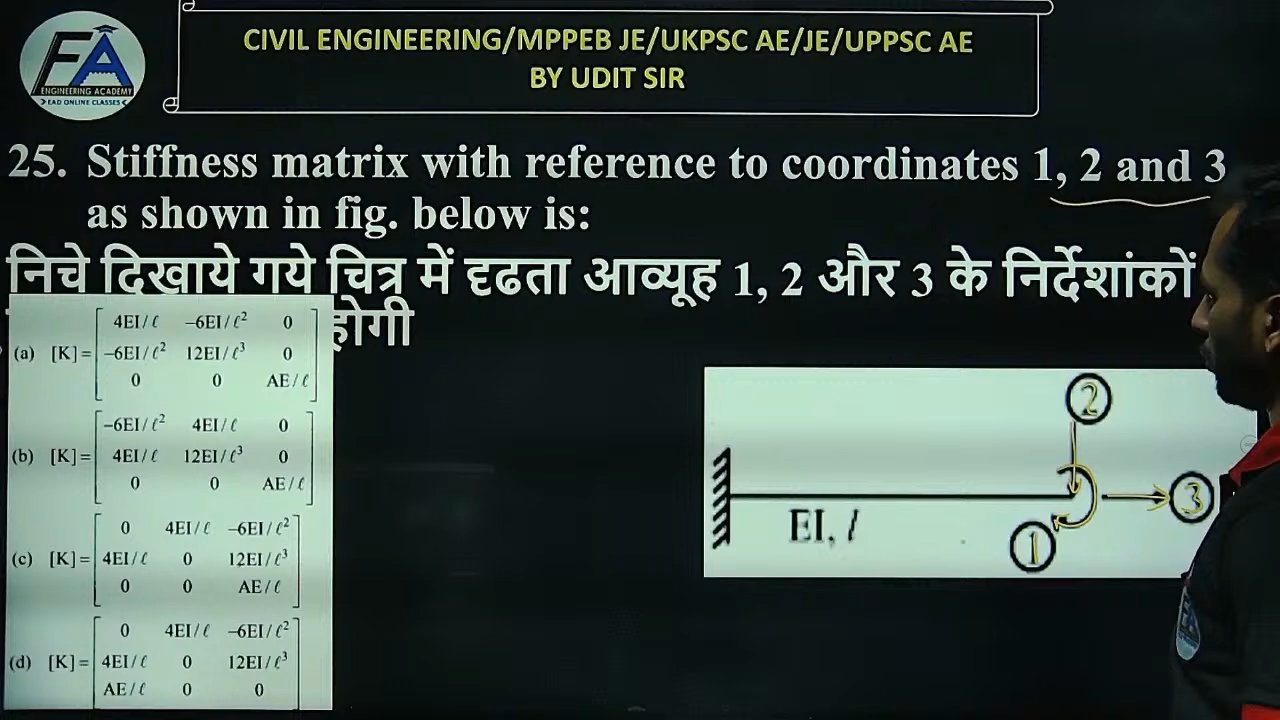 CIVIL ENGINEERING/MPPEB JE/UKPSC AE/JE/UPPSC AE
BY UDIT SIR
FA
ENGINEERING ACADEMY
EAD ONLINE CLASSES
25. Stiffness matrix with reference to coordinates 1, 2 and 3
as shown in fig. below is:
निचे दिखाये गये चित्र में दृढता आव्यूह 1, 2 और 3 के निर्देशांकों
होगी
(a) [K] = [ 4EI/ℓ -6EI/ℓ² 0
-6EI/ℓ² 12EI/ℓ³ 0
0 0 AE/ℓ ]
(b) [K] = [ -6EI/ℓ² 4EI/ℓ 0
4EI/ℓ 12EI/ℓ³ 0
0 0 AE/ℓ ]
(c) [K] = [ 0 4EI/ℓ -6EI/ℓ²
4EI/ℓ 0 12EI/ℓ³
0 0 AE/ℓ ]
(d) [K] = [ 0 4EI/ℓ -6EI/ℓ²
4EI/ℓ 0 12EI/ℓ³
AE/ℓ 0 0
2
3
EI, l
1